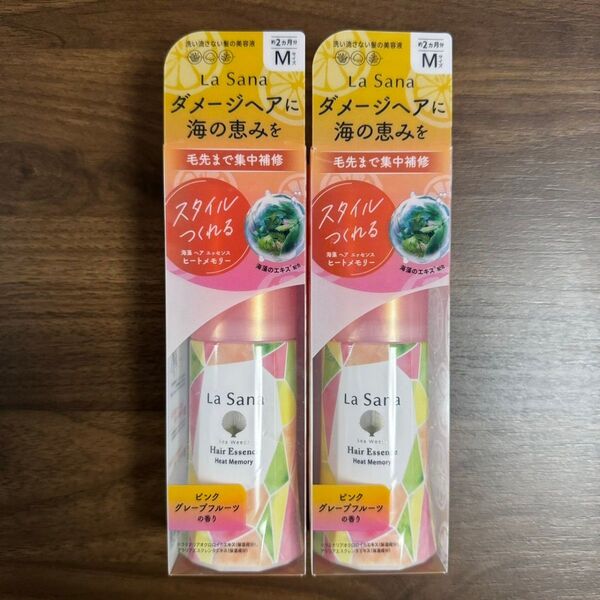 洗い流さない髪の美容液
約2ヵ月分
Mサイズ
La Sana
ダメージヘアに
海の恵みを
毛先まで集中補修
スタイル
つくれる
海藻 ヘア エッセンス
ヒートメモリー
海藻のエキス*配合
La Sana
Sea Weed
Hair Essence
Heat Memory
ピンク
グレープフルーツ
の香り
洗い流さない髪の美容液
約2ヵ月分
Mサイズ
La Sana
ダメージヘアに
海の恵みを
毛先まで集中補修
スタイル
つくれる
海藻 ヘア エッセンス
ヒートメモリー
海藻のエキス*配合
La Sana
Sea Weed
Hair Essence
Heat Memory
ピンク
グレープフルーツ
の香り